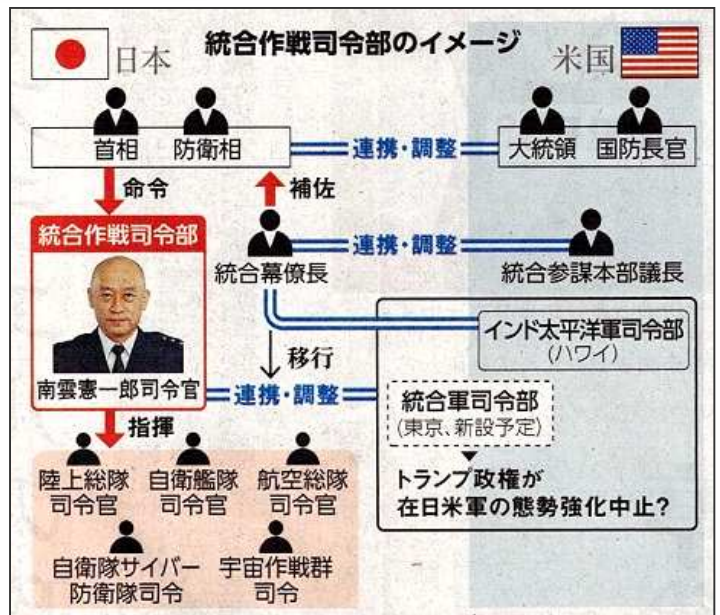 統合作戦司令部のイメージ
日本
米国
首相 防衛相
連携・調整
大統領 国防長官
命令
補佐
統合作戦司令部
統合幕僚長
連携・調整
統合参謀本部議長
インド太平洋軍司令部
(ハワイ)
移行
南雲憲一郎司令官
連携・調整
統合軍司令部
(東京、新設予定)
指揮
トランプ政権が
在日米軍の態勢強化中止?
陸上総隊
司令官
自衛艦隊
司令官
航空総隊
司令官
自衛隊サイバー
防衛隊司令
宇宙作戦群
司令